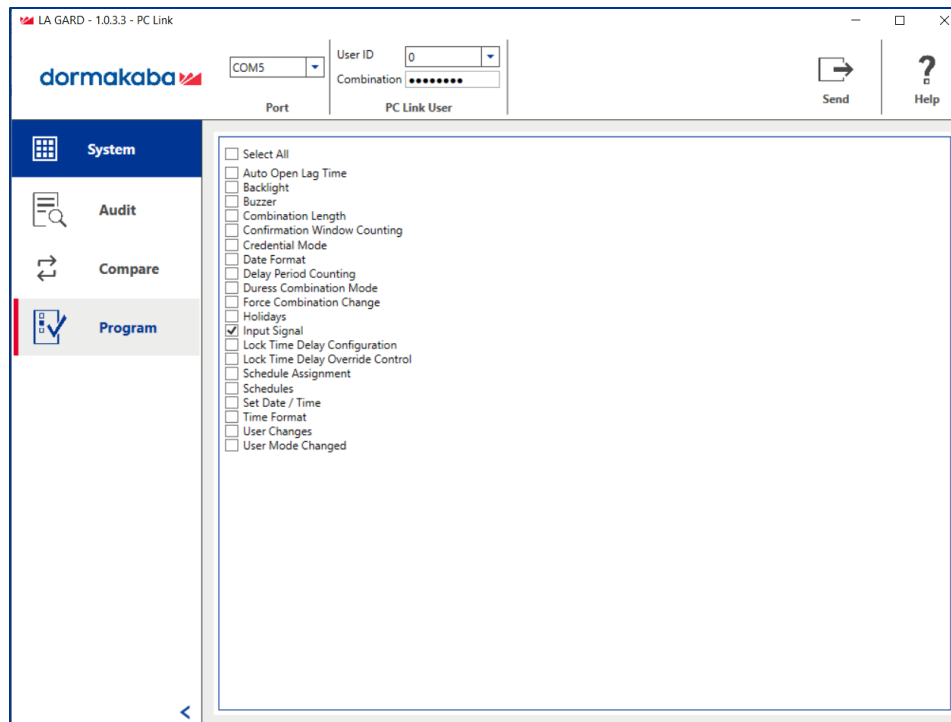 LA GARD - 1.0.3.3 - PC Link
dormakaba
COM5
Port
User ID
0
Combination ●●●●●●●●
PC Link User
Send
?
Help
System
Audit
Compare
Program
Select All
Auto Open Lag Time
Backlight
Buzzer
Combination Length
Confirmation Window Counting
Credential Mode
Date Format
Delay Period Counting
Duress Combination Mode
Force Combination Change
Holidays
Input Signal
Lock Time Delay Configuration
Lock Time Delay Override Control
Schedule Assignment
Schedules
Set Date / Time
Time Format
User Changes
User Mode Changed